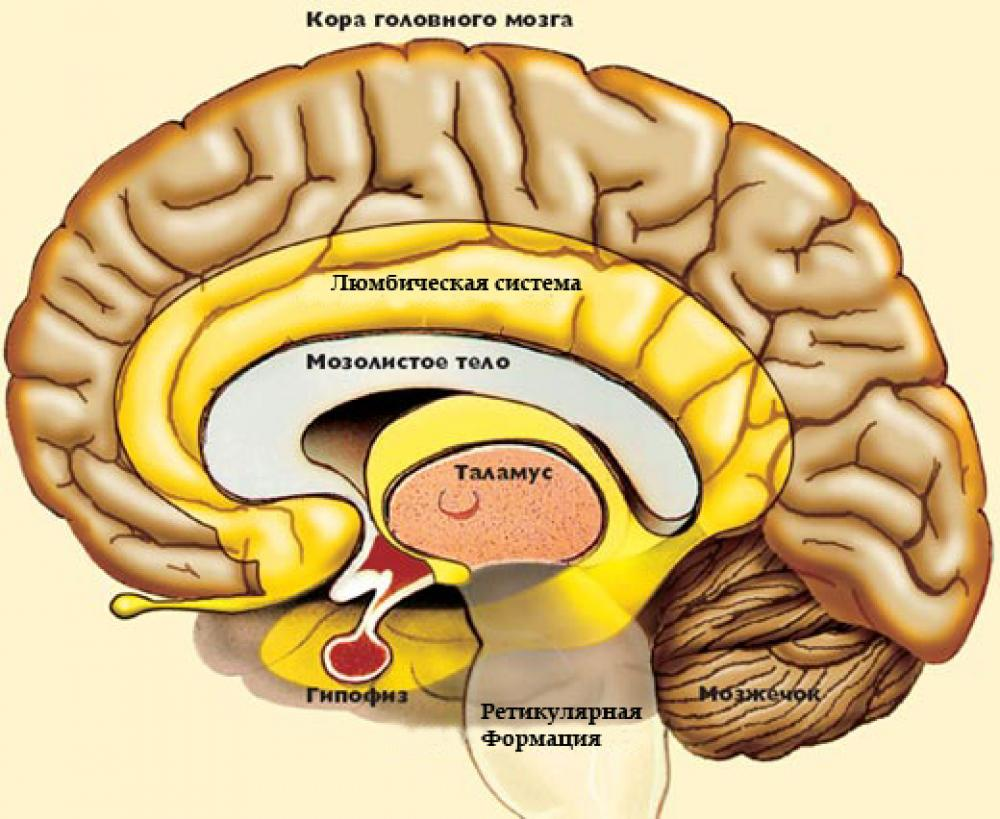 Кора головного мозга
Люмбическая система
Мозолистое тело
Таламус
Гипофиз
Мозжечок
Ретикулярная
Формация